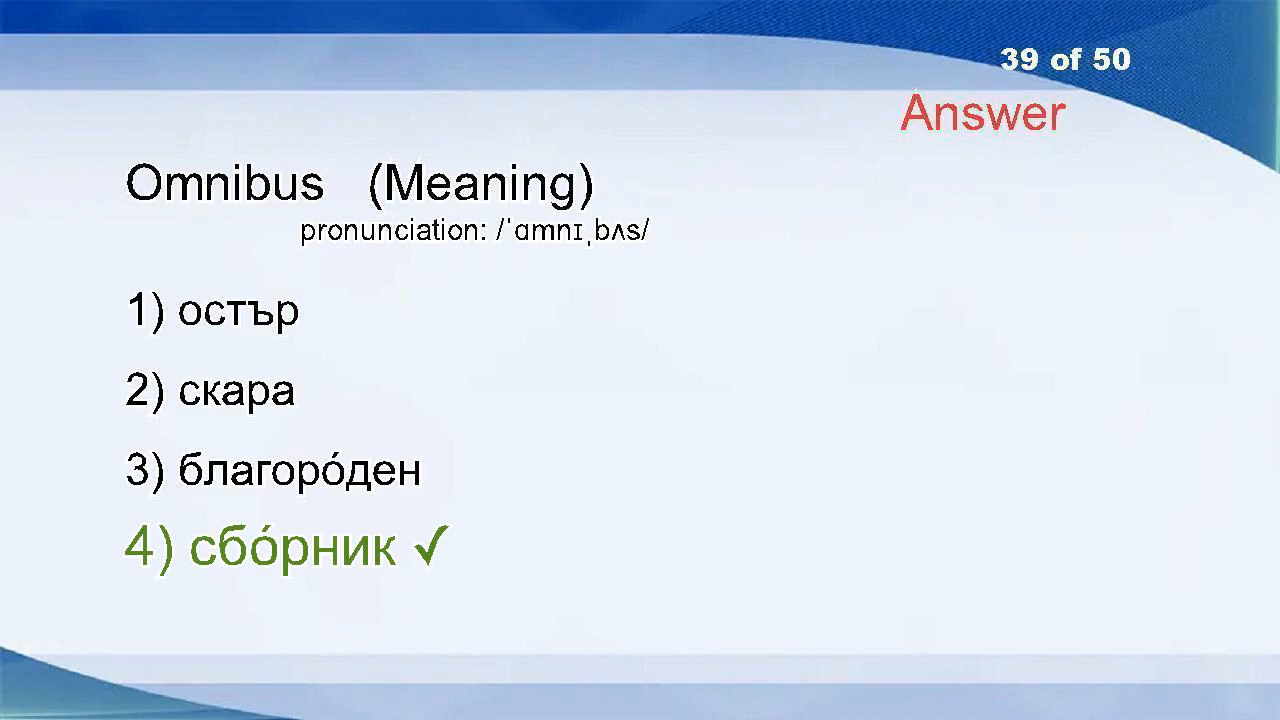 39 of 50
Answer
Omnibus (Meaning)
pronunciation: /ˈɑmnɪˌbʌs/
1) остър
2) скара
3) благоро́ден
4) сбо́рник ✓